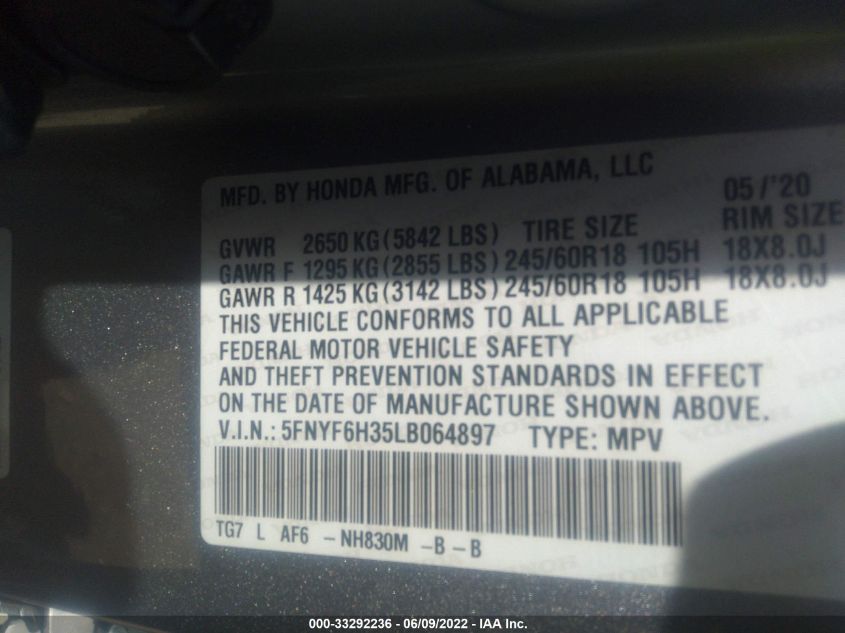 MFD. BY HONDA MFG. OF ALABAMA, LLC 05/'20
GVWR 2650 KG (5842 LBS) TIRE SIZE RIM SIZE
GAWR F 1295 KG (2855 LBS) 245/60R18 105H 18X8.0J
GAWR R 1425 KG (3142 LBS) 245/60R18 105H 18X8.0J
THIS VEHICLE CONFORMS TO ALL APPLICABLE
FEDERAL MOTOR VEHICLE SAFETY
AND THEFT PREVENTION STANDARDS IN EFFECT
ON THE DATE OF MANUFACTURE SHOWN ABOVE.
V.I.N.: 5FNYF6H35LB064897 TYPE: MPV
TG7 L AF6 -NH830M -B-B
000-33292236 - 06/09/2022 - IAA Inc.